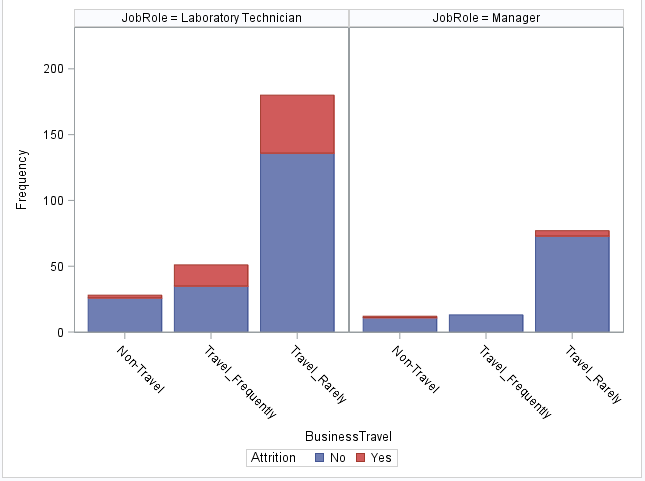 JobRole = Laboratory Technician
JobRole = Manager
Frequency
200
150
100
50
0
Non-Travel
Travel_Frequently
Travel_Rarely
Non-Travel
Travel_Frequently
Travel_Rarely
BusinessTravel
Attrition No Yes